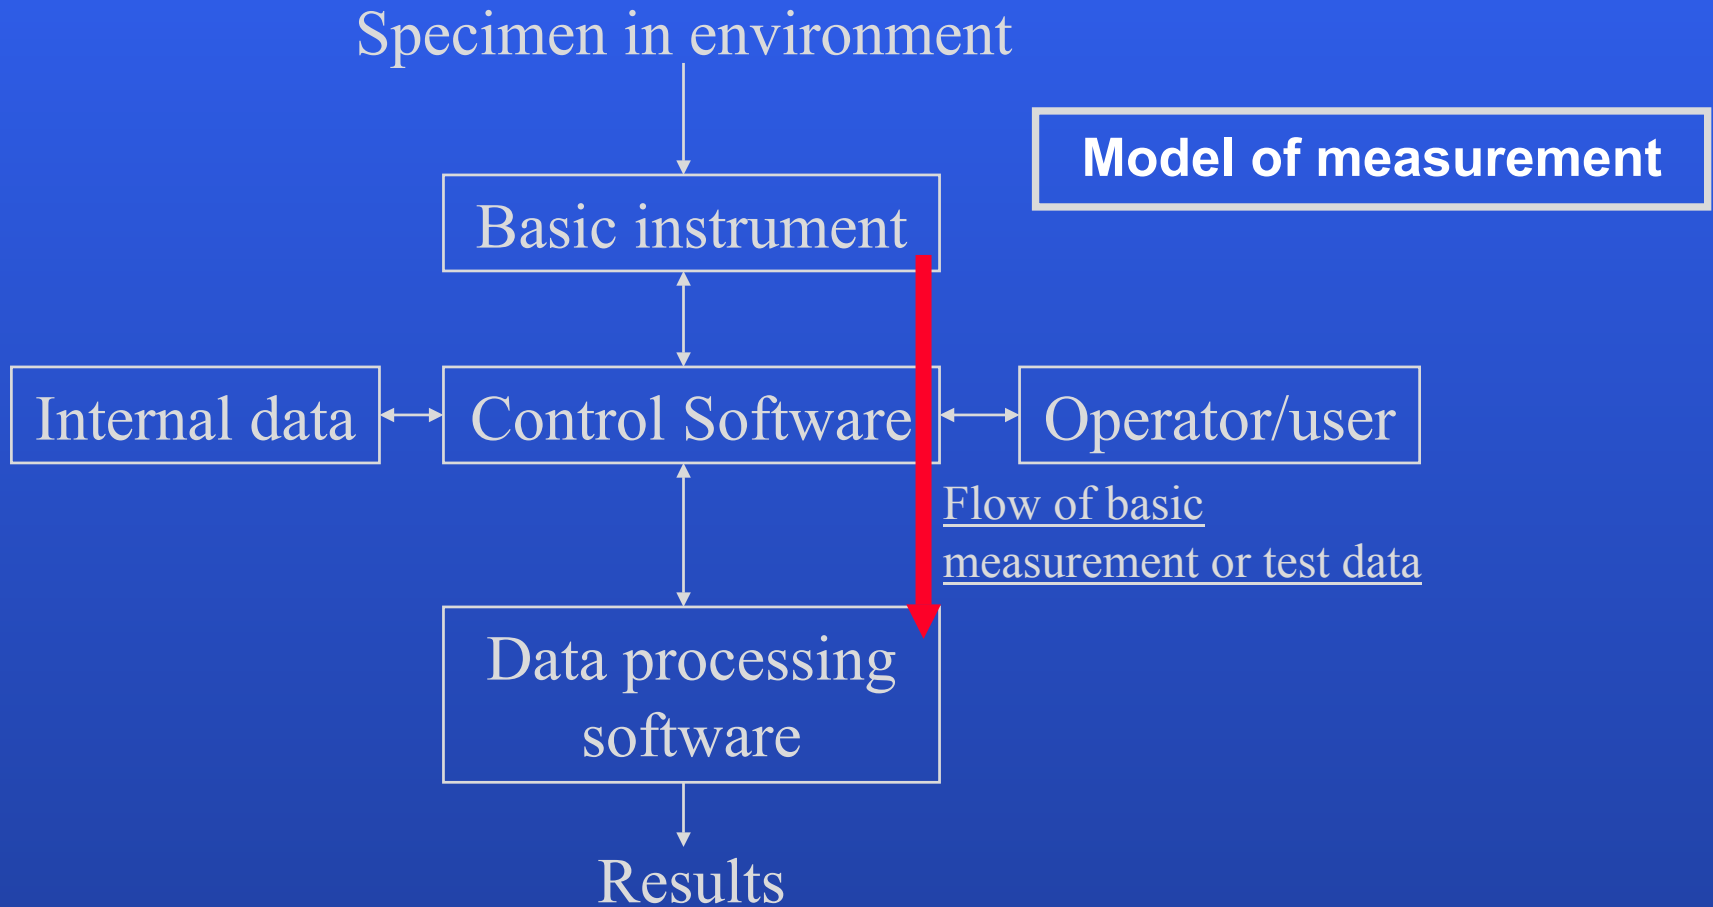 Specimen in environment
Model of measurement
Basic instrument
Internal data
Control Software
Operator/user
Flow of basic
measurement or test data
Data processing
software
Results